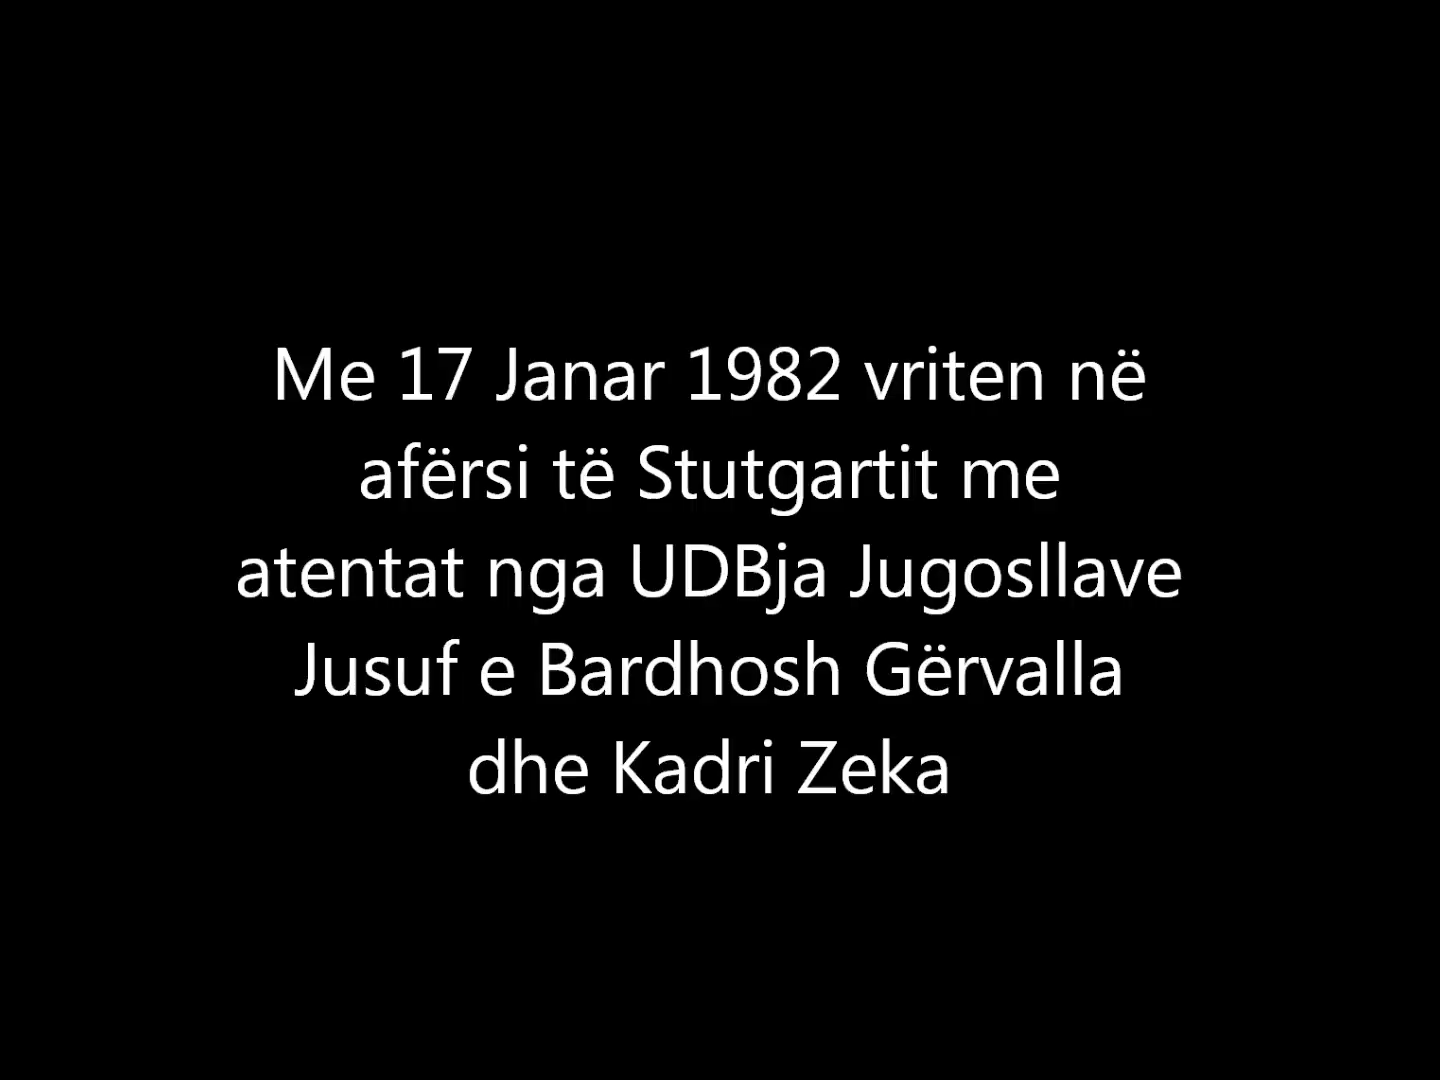 Me 17 Janar 1982 vriten në
afërsi të Stutgartit me
atentat nga UDBja Jugosllave
Jusuf e Bardhosh Gërvalla
dhe Kadri Zeka